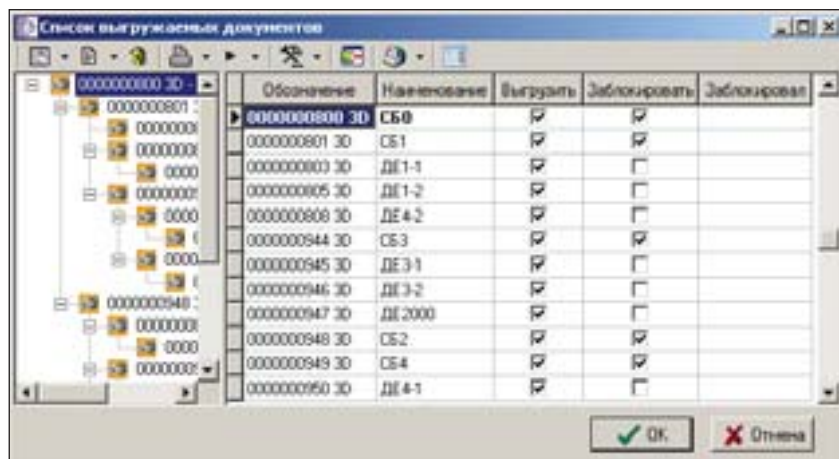 Список выгружаемых документов
0000000800 3D -
0000000801
0000000948
Обозначение Наименование Выгрузить Заблокировать Заблокировал
0000000800 3D СБ0
0000000801 3D СБ1
0000000803 3D ДЕ1-1
0000000805 3D ДЕ1-2
0000000808 3D ДЕ4-2
0000000944 3D СБ3
0000000945 3D ДЕ3-1
0000000946 3D ДЕ3-2
0000000947 3D ДЕ2000
0000000948 3D СБ2
0000000949 3D СБ4
0000000950 3D ДЕ4-1
ОК Отмена